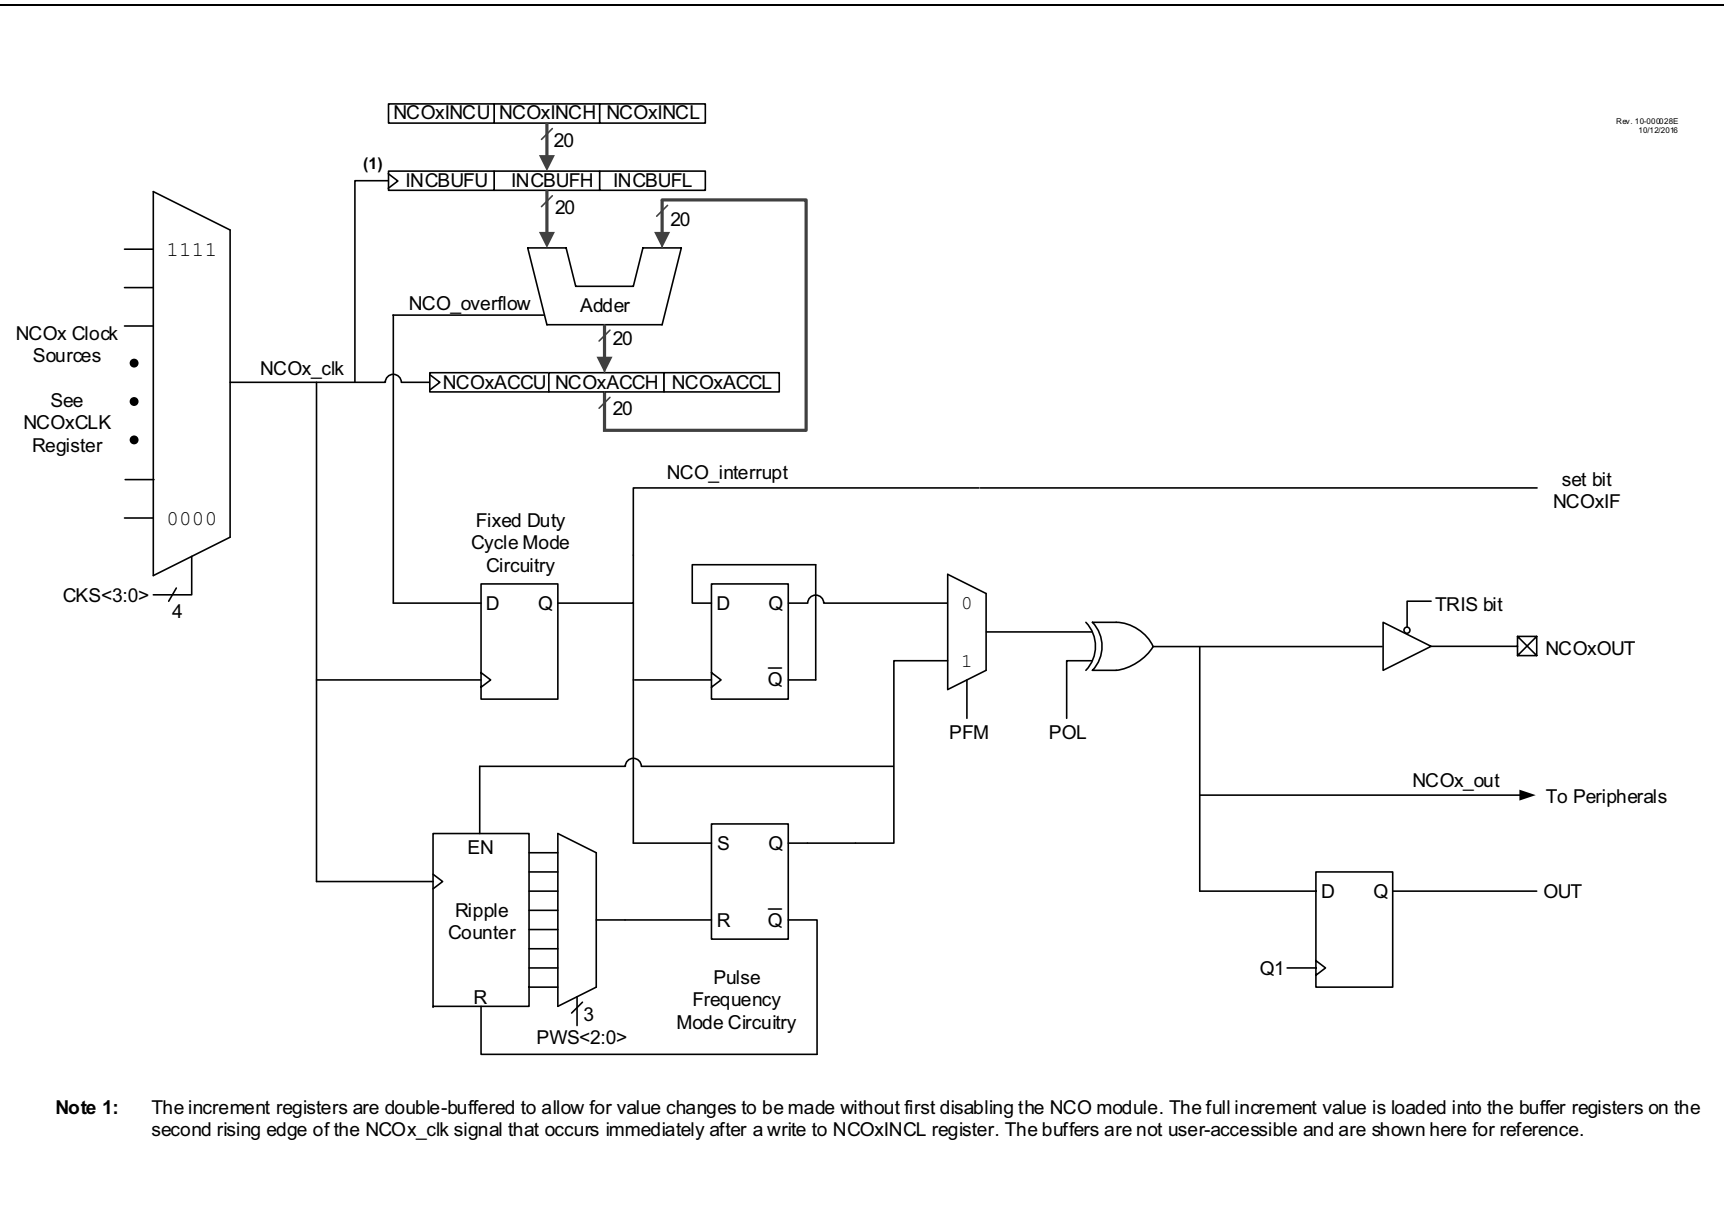 NCOxINCU NCOxINCH NCOxINCL
20
Rev. 10-000028E
10/12/2016
(1)
INCBUFU INCBUFH INCBUFL
20
20
1111
NCO_overflow
Adder
NCOx Clock
Sources
20
NCOx_clk
NCOxACCU NCOxACCH NCOxACCL
See
NCOxCLK
Register
20
NCO_interrupt
set bit
NCOxIF
0000
Fixed Duty
Cycle Mode
Circuitry
CKS<3:0>
4
D Q
D Q
Q
0
1
PFM
POL
TRIS bit
NCOxOUT
NCOx_out
To Peripherals
EN
Ripple
Counter
R
S Q
R Q
3
PWS<2:0>
Pulse
Frequency
Mode Circuitry
D Q
OUT
Q1
Note 1: The increment registers are double-buffered to allow for value changes to be made without first disabling the NCO module. The full increment value is loaded into the buffer registers on the
second rising edge of the NCOx_clk signal that occurs immediately after a write to NCOxINCL register. The buffers are not user-accessible and are shown here for reference.